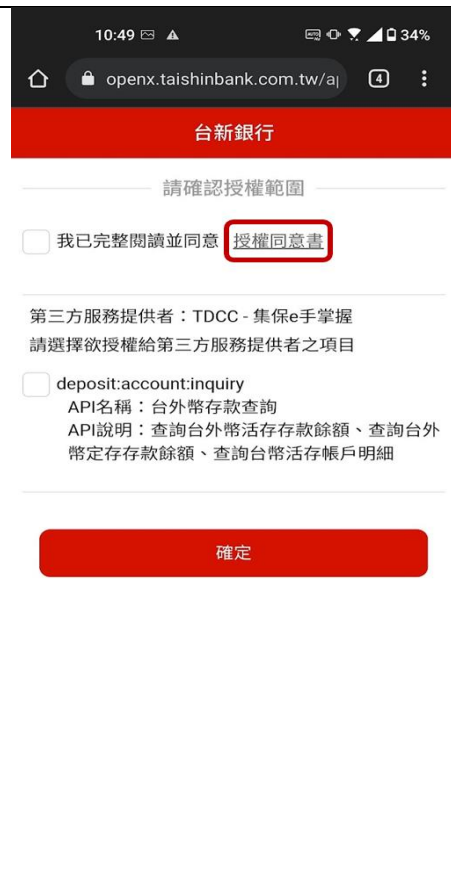 10:49 34%
openx.taishinbank.com.tw/a 4
台新銀行
請確認授權範圍
我已完整閱讀並同意 授權同意書
第三方服務提供者：TDCC - 集保e手掌握
請選擇欲授權給第三方服務提供者之項目
deposit:account:inquiry
API名稱：台外幣存款查詢
API說明：查詢台外幣活存存款餘額、查詢台外
幣定存存款餘額、查詢台幣活存帳戶明細
確定